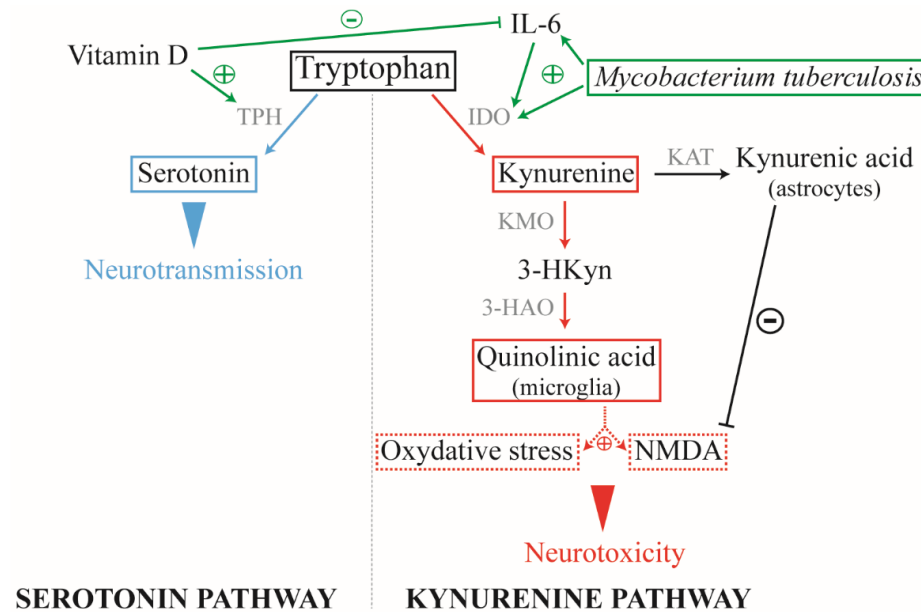 ⊖
IL-6
Vitamin D
⊕
Tryptophan
⊕
Mycobacterium tuberculosis
TPH
IDO
Serotonin
Kynurenine
KAT
Kynurenic acid
(astrocytes)
KMO
Neurotransmission
3-HKyn
3-HAO
⊖
Quinolinic acid
(microglia)
Oxydative stress
⊕
NMDA
Neurotoxicity
SEROTONIN PATHWAY
KYNURENINE PATHWAY